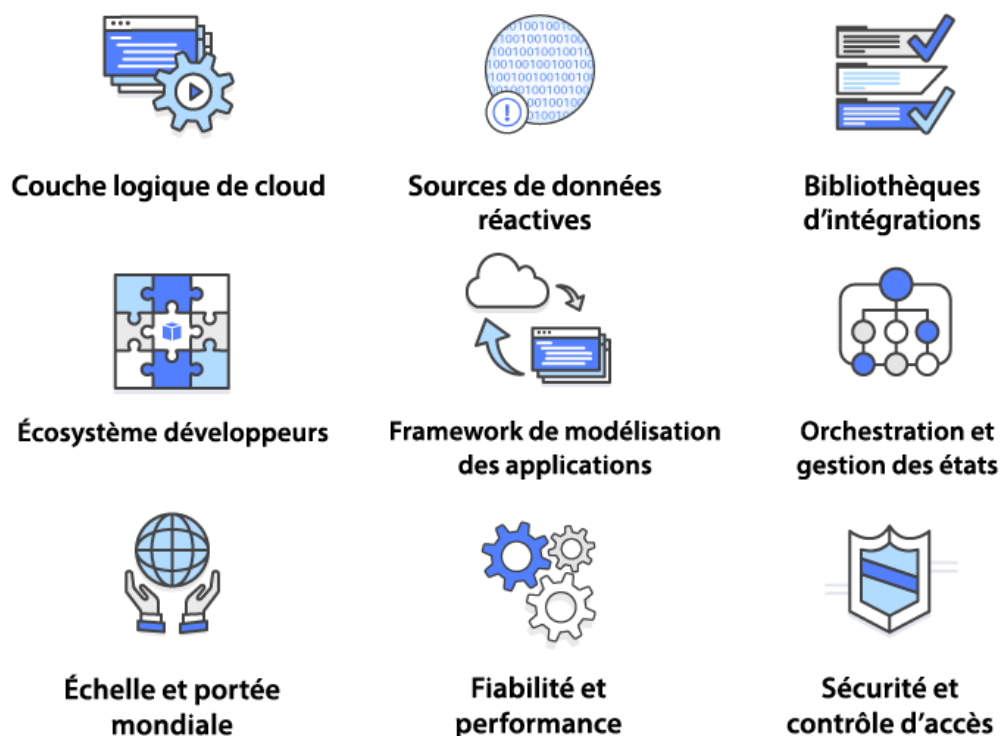 Couche logique de cloud
Sources de données
réactives
Bibliothèques
d'intégrations
Écosystème développeurs
Framework de modélisation
des applications
Orchestration et
gestion des états
Échelle et portée
mondiale
Fiabilité et
performance
Sécurité et
contrôle d'accès